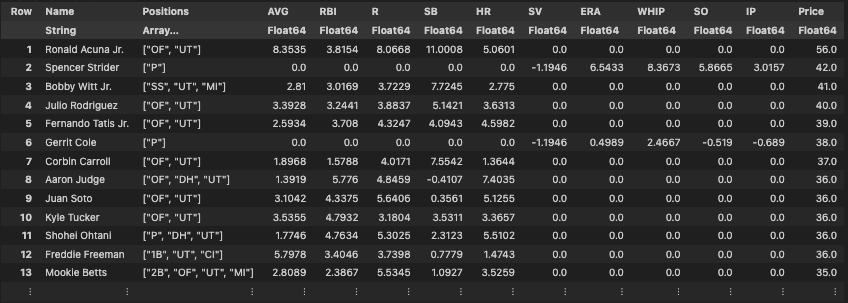 Row Name Positions AVG RBI R SB HR SV ERA WHIP SO IP Price
String Array... Float64 Float64 Float64 Float64 Float64 Float64 Float64 Float64 Float64 Float64 Float64
1 Ronald Acuna Jr. ["OF", "UT"] 8.3535 3.8154 8.0668 11.0008 5.0601 0.0 0.0 0.0 0.0 0.0 56.0
2 Spencer Strider ["P"] 0.0 0.0 0.0 0.0 0.0 -1.1946 6.5433 8.3673 5.8665 3.0157 42.0
3 Bobby Witt Jr. ["SS", "UT", "MI"] 2.81 3.0169 3.7229 7.7245 2.775 0.0 0.0 0.0 0.0 0.0 41.0
4 Julio Rodriguez ["OF", "UT"] 3.3928 3.2441 3.8837 5.1421 3.6313 0.0 0.0 0.0 0.0 0.0 40.0
5 Fernando Tatis Jr. ["OF", "UT"] 2.5934 3.708 4.3247 4.0943 4.5982 0.0 0.0 0.0 0.0 0.0 39.0
6 Gerrit Cole ["P"] 0.0 0.0 0.0 0.0 0.0 -1.1946 0.4989 2.4667 -0.519 -0.689 38.0
7 Corbin Carroll ["OF", "UT"] 1.8968 1.5788 4.0171 7.5542 1.3644 0.0 0.0 0.0 0.0 0.0 37.0
8 Aaron Judge ["OF", "DH", "UT"] 1.3919 5.776 4.8459 -0.4107 7.4035 0.0 0.0 0.0 0.0 0.0 36.0
9 Juan Soto ["OF", "UT"] 3.1042 4.3375 5.6406 0.3561 5.1255 0.0 0.0 0.0 0.0 0.0 36.0
10 Kyle Tucker ["OF", "UT"] 3.5355 4.7932 3.1804 3.5311 3.3657 0.0 0.0 0.0 0.0 0.0 36.0
11 Shohei Ohtani ["P", "DH", "UT"] 1.7746 4.7634 5.3025 2.3123 5.5102 0.0 0.0 0.0 0.0 0.0 36.0
12 Freddie Freeman ["1B", "UT", "CI"] 5.7978 3.4046 3.7398 0.7779 1.4743 0.0 0.0 0.0 0.0 0.0 36.0
13 Mookie Betts ["2B", "OF", "UT", "MI"] 2.8089 2.3867 5.5345 1.0927 3.5259 0.0 0.0 0.0 0.0 0.0 35.0
⋮ ⋮ ⋮ ⋮ ⋮ ⋮ ⋮ ⋮ ⋮ ⋮ ⋮ ⋮ ⋮ ⋮